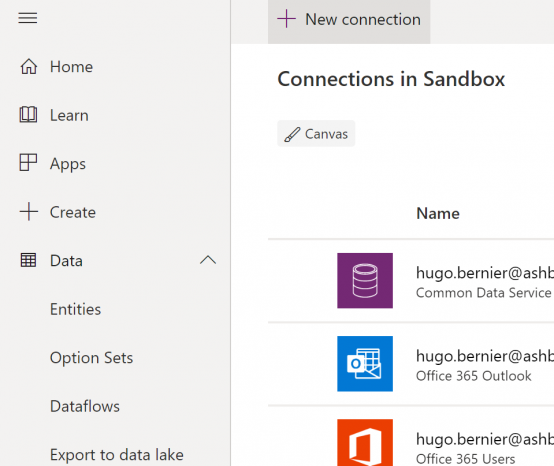 New connection
Home
Learn
Apps
Create
Data
Entities
Option Sets
Dataflows
Export to data lake
Connections in Sandbox
Canvas
Name
hugo.bernier@ashb
Common Data Service
hugo.bernier@ashb
Office 365 Outlook
hugo.bernier@ashb
Office 365 Users